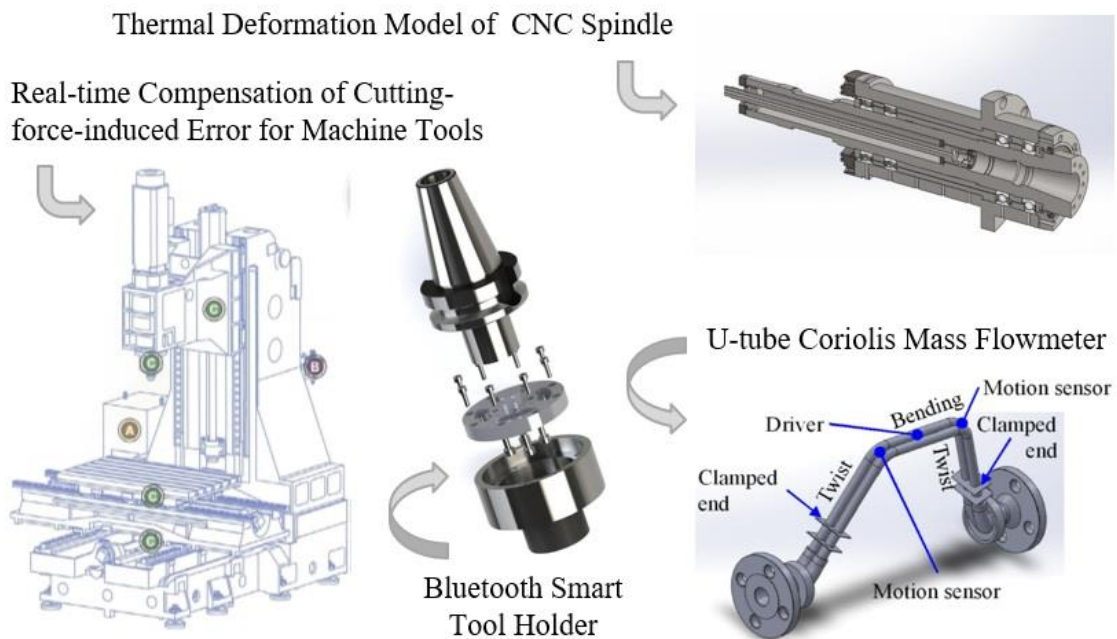 Thermal Deformation Model of CNC Spindle
Real-time Compensation of Cutting-
force-induced Error for Machine Tools
A
B
U-tube Coriolis Mass Flowmeter
Motion sensor
Bending
Driver
Clamped
end
Twist
Twist
Clamped
end
Motion sensor
Bluetooth Smart
Tool Holder